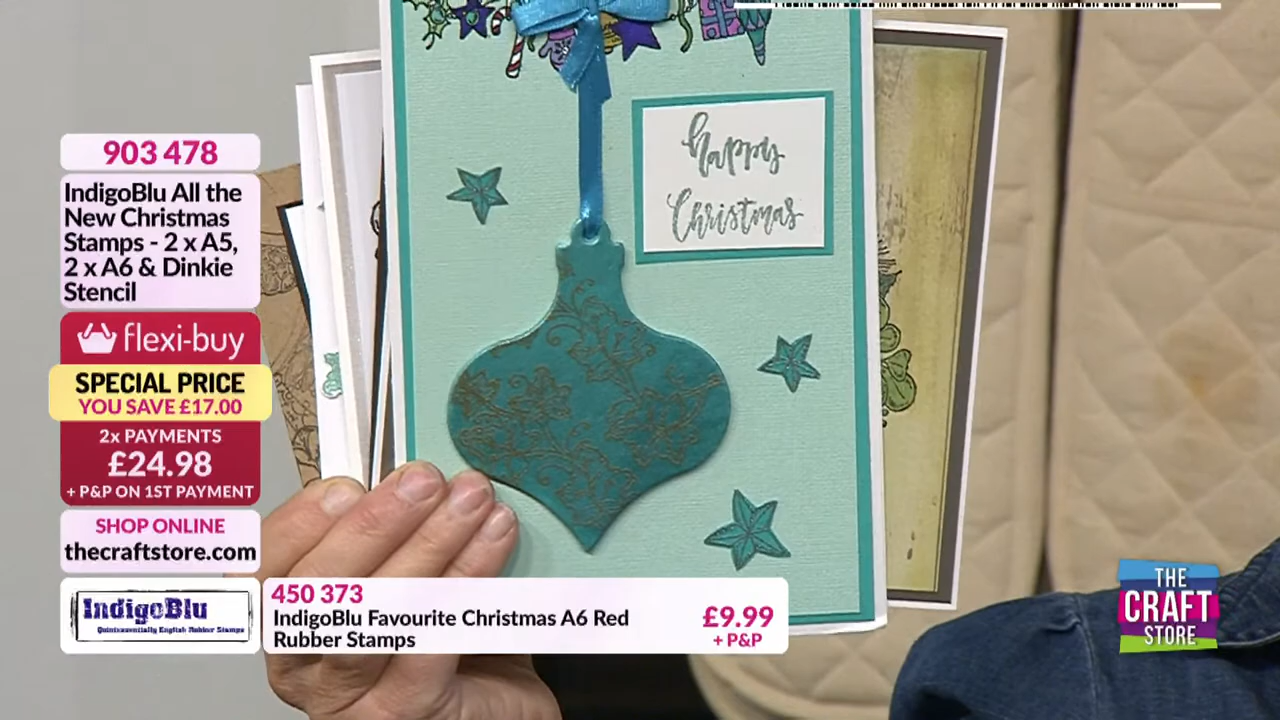 happy
Christmas
903 478
IndigoBlu All the
New Christmas
Stamps - 2 x A5,
2 x A6 & Dinkie
Stencil
flexi-buy
SPECIAL PRICE
YOU SAVE £17.00
2x PAYMENTS
£24.98
+ P&P ON 1ST PAYMENT
SHOP ONLINE
thecraftstore.com
IndigoBlu
Quintessentially English Rubber Stamps
450 373
IndigoBlu Favourite Christmas A6 Red
Rubber Stamps
£9.99
+ P&P
THE
CRAFT
STORE